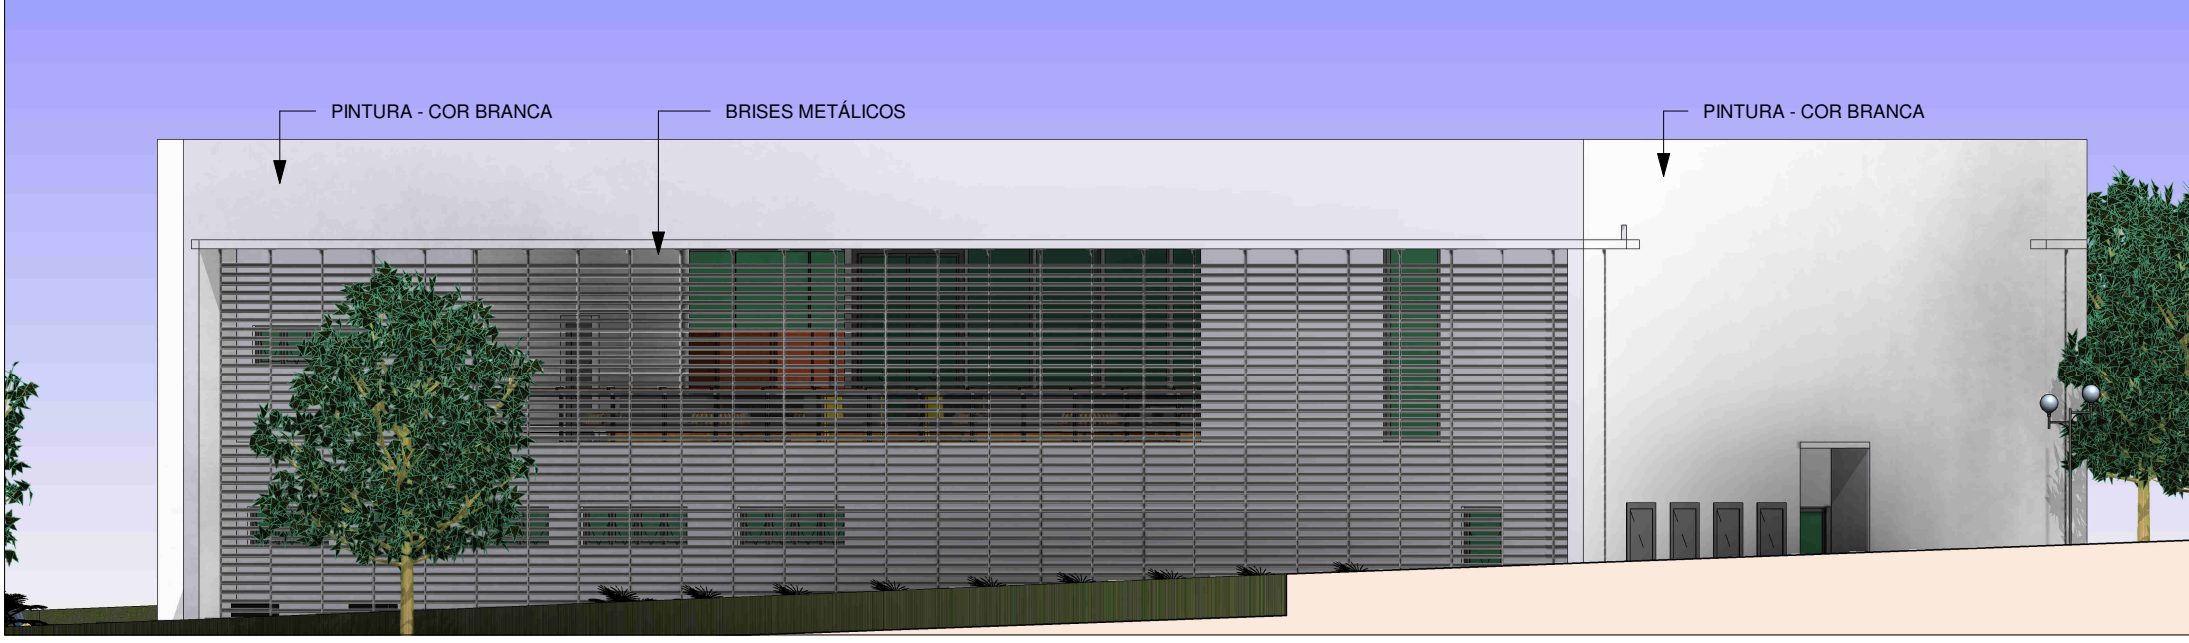 PINTURA - COR BRANCA
BRISES METÁLICOS
PINTURA - COR BRANCA